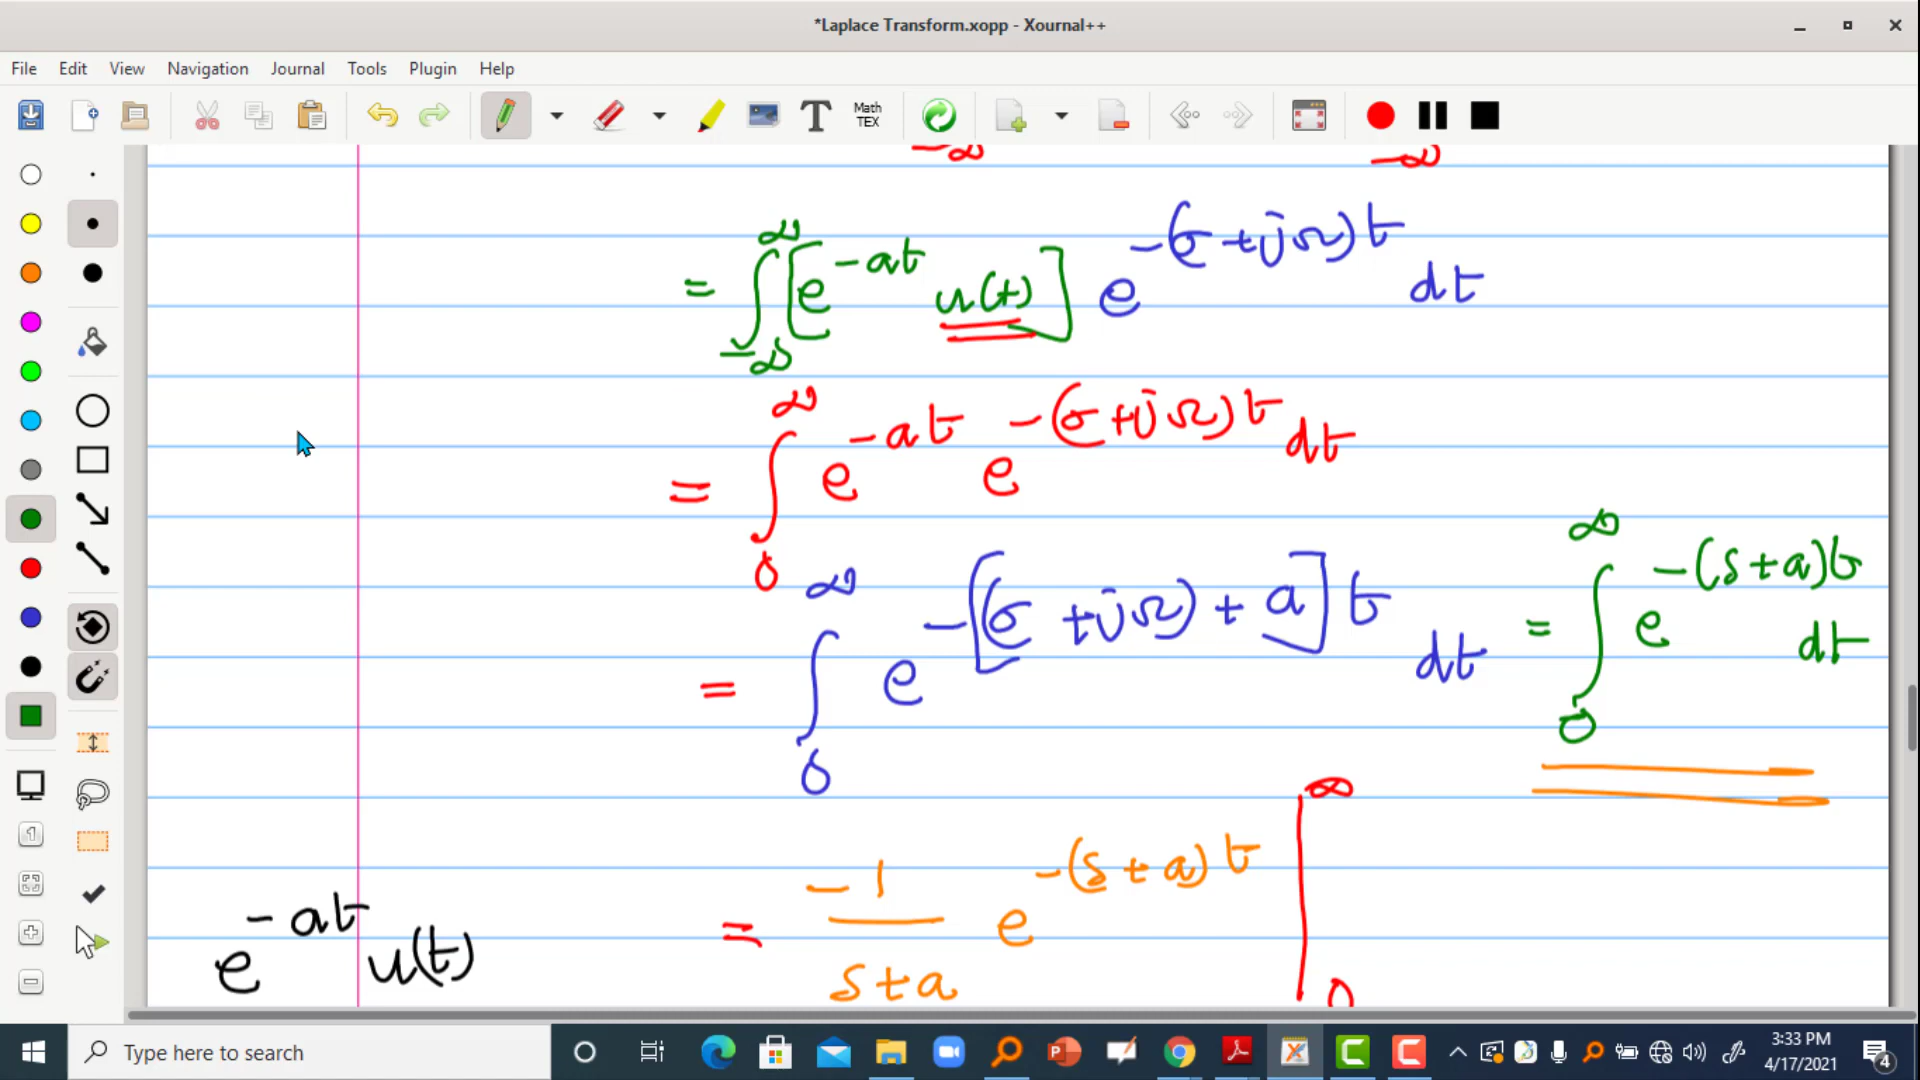 *Laplace Transform.xopp - Xournal++
File Edit View Navigation Journal Tools Plugin Help
Math
TEX
-∞ -∞
= ∫_{-∞}^{∞} [e^{-at} u(t)] e^{-(σ+jΩ)t} dt
= ∫_{0}^{∞} e^{-at} e^{-(σ+jΩ)t} dt
= ∫_{0}^{∞} e^{-[(σ+jΩ)+a]t} dt = ∫_{0}^{∞} e^{-(s+a)t} dt
e^{-at} u(t)
= \frac{-1}{s+a} e^{-(s+a)t} |_{0}^{∞}
Type here to search
3:33 PM
4/17/2021
4